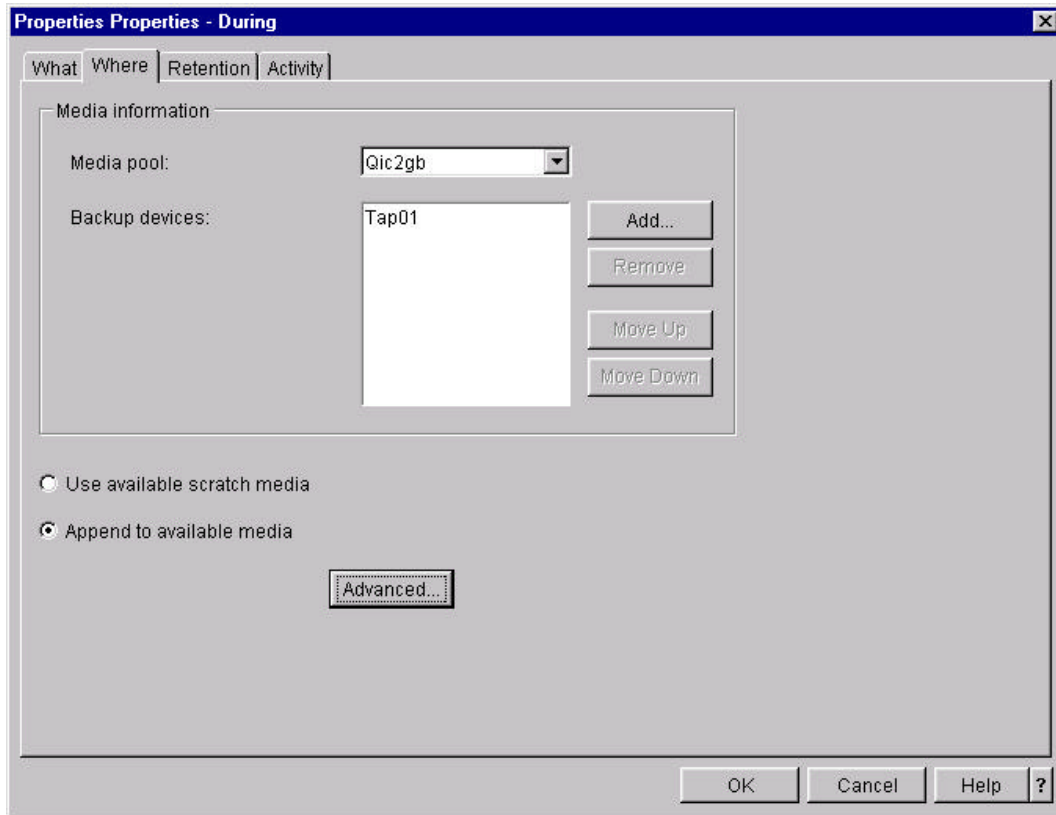 Properties Properties - During
What Where Retention Activity
Media information
Media pool: Qic2gb
Backup devices: Tap01 Add...
Remove
Move Up
Move Down
Use available scratch media
Append to available media
Advanced...
OK Cancel Help ?